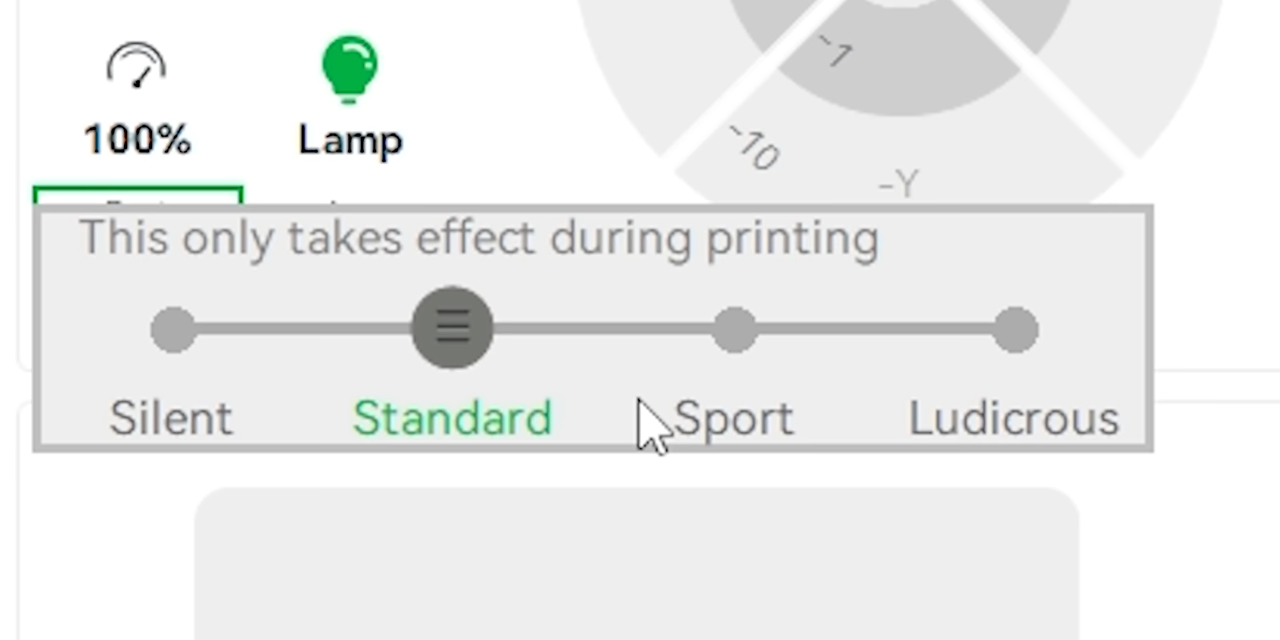 100%
Lamp
-1
-10
-Y
This only takes effect during printing
Silent
Standard
Sport
Ludicrous